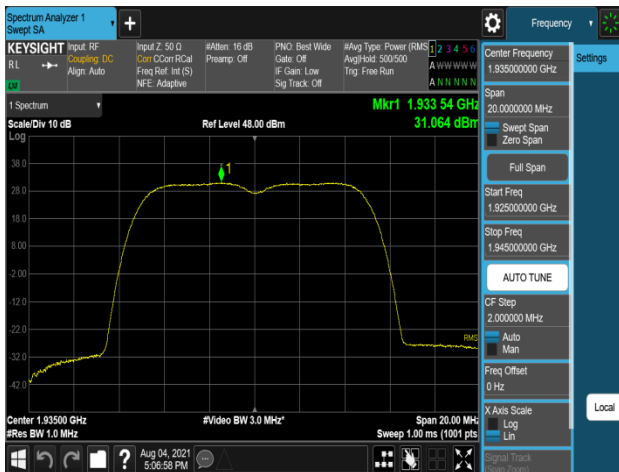 Spectrum Analyzer 1
Swept SA
Frequency
KEYSIGHT
R L
LXI
Input: RF
Coupling: DC
Align: Auto
Input Z: 50 Ω
Corr CCorr RCal
Freq Ref: Int (S)
NFE: Adaptive
#Atten: 16 dB
Preamp: Off
PNO: Best Wide
Gate: Off
IF Gain: Low
Sig Track: Off
#Avg Type: Power (RMS
Avg|Hold: 500/500
Trig: Free Run
1 2 3 4 5 6
A W W W W W
A N N N N N
1 Spectrum
Scale/Div 10 dB
Log
Ref Level 48.00 dBm
Mkr1 1.933 54 GHz
31.064 dBm
38.0
28.0
18.0
8.00
-2.00
-12.0
-22.0
-32.0
-42.0
1
RMS
Center 1.93500 GHz
#Res BW 1.0 MHz
#Video BW 3.0 MHz*
Span 20.00 MHz
Sweep 1.00 ms (1001 pts
Aug 04, 2021
5:06:58 PM
Center Frequency
1.935000000 GHz
Span
20.0000000 MHz
Swept Span
Zero Span
Full Span
Start Freq
1.925000000 GHz
Stop Freq
1.945000000 GHz
AUTO TUNE
CF Step
2.000000 MHz
Auto
Man
Freq Offset
0 Hz
X Axis Scale
Log
Lin
Signal Track
(Span Zoom)
Settings
Local